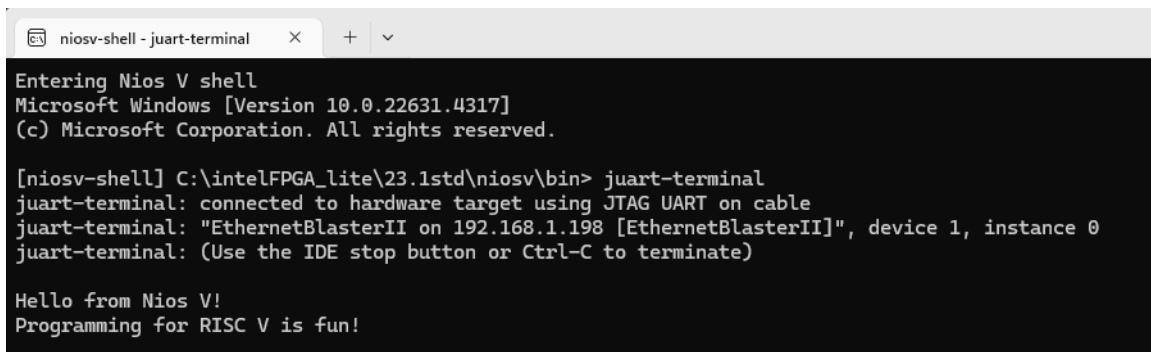 niosv-shell - juart-terminal
Entering Nios V shell
Microsoft Windows [Version 10.0.22631.4317]
(c) Microsoft Corporation. All rights reserved.
[niosv-shell] C:\intelFPGA_lite\23.1std\niosv\bin> juart-terminal
juart-terminal: connected to hardware target using JTAG UART on cable
juart-terminal: "EthernetBlasterII on 192.168.1.198 [EthernetBlasterII]", device 1, instance 0
juart-terminal: (Use the IDE stop button or Ctrl-C to terminate)
Hello from Nios V!
Programming for RISC V is fun!